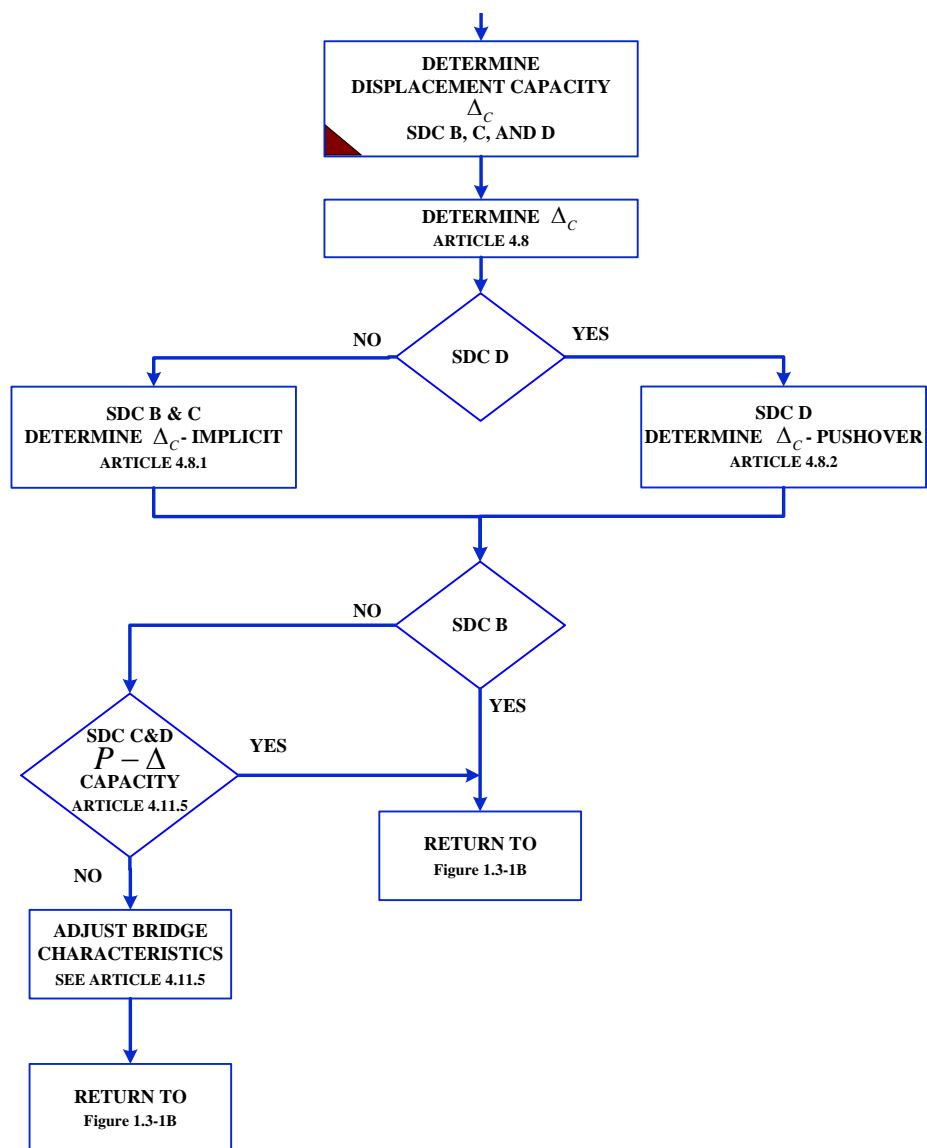 DETERMINE
DISPLACEMENT CAPACITY
Δ_C
SDC B, C, AND D
DETERMINE Δ_C
ARTICLE 4.8
SDC D
NO
YES
SDC B & C
DETERMINE Δ_C - IMPLICIT
ARTICLE 4.8.1
SDC D
DETERMINE Δ_C - PUSHOVER
ARTICLE 4.8.2
SDC B
NO
YES
SDC C&D
P − Δ
CAPACITY
ARTICLE 4.11.5
YES
NO
RETURN TO
Figure 1.3-1B
ADJUST BRIDGE
CHARACTERISTICS
SEE ARTICLE 4.11.5
RETURN TO
Figure 1.3-1B